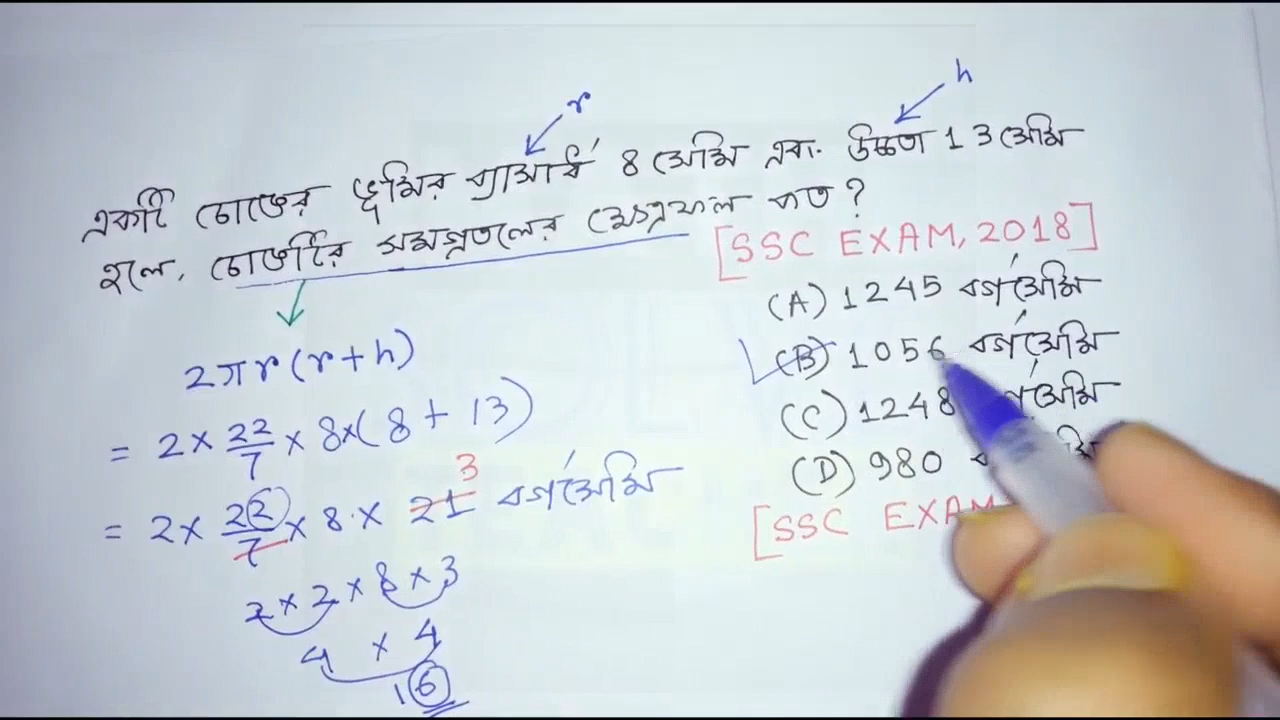 r
h
একটি চোঙের ভূমির ব্যাসার্ধ 8 সেমি এবং উচ্চতা 13 সেমি
হলে, চোঙটির সমগ্রতলের ক্ষেত্রফল কত ?
[SSC EXAM, 2018]
(A) 1245 বর্গসেমি
(B) 1056 বর্গসেমি
(C) 1248 বর্গসেমি
(D) 980
[SSC EXAM
2πr(r+h)
= 2 × 22/7 × 8×(8 + 13)
3
= 2 × 22/7 × 8 × 21 বর্গসেমি
2 × 2 × 8 × 3
4 × 4
16